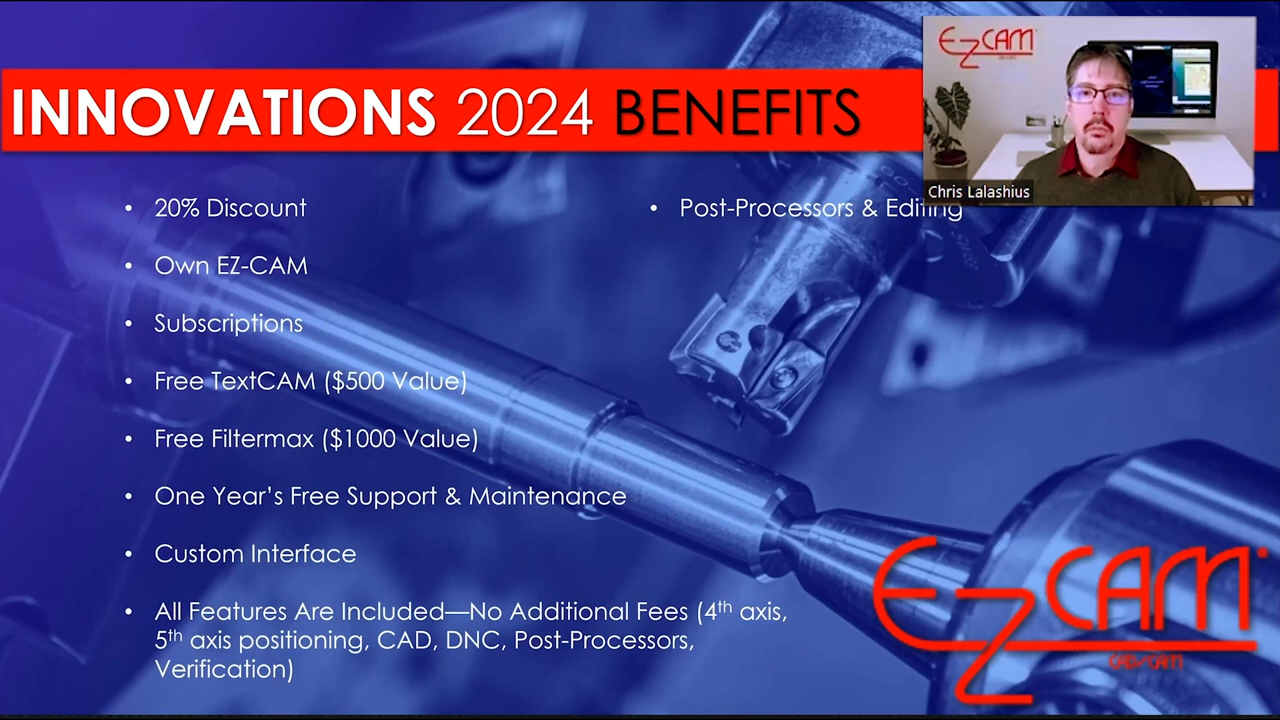 INNOVATIONS 2024 BENEFITS
EZCAM
Chris Lalashius
• 20% Discount
• Own EZ-CAM
• Subscriptions
• Free TextCAM ($500 Value)
• Free Filtermax ($1000 Value)
• One Year’s Free Support & Maintenance
• Custom Interface
• All Features Are Included—No Additional Fees (4th axis,
5th axis positioning, CAD, DNC, Post-Processors,
Verification)
• Post-Processors & Editing
EZCAM
CAD/CAM